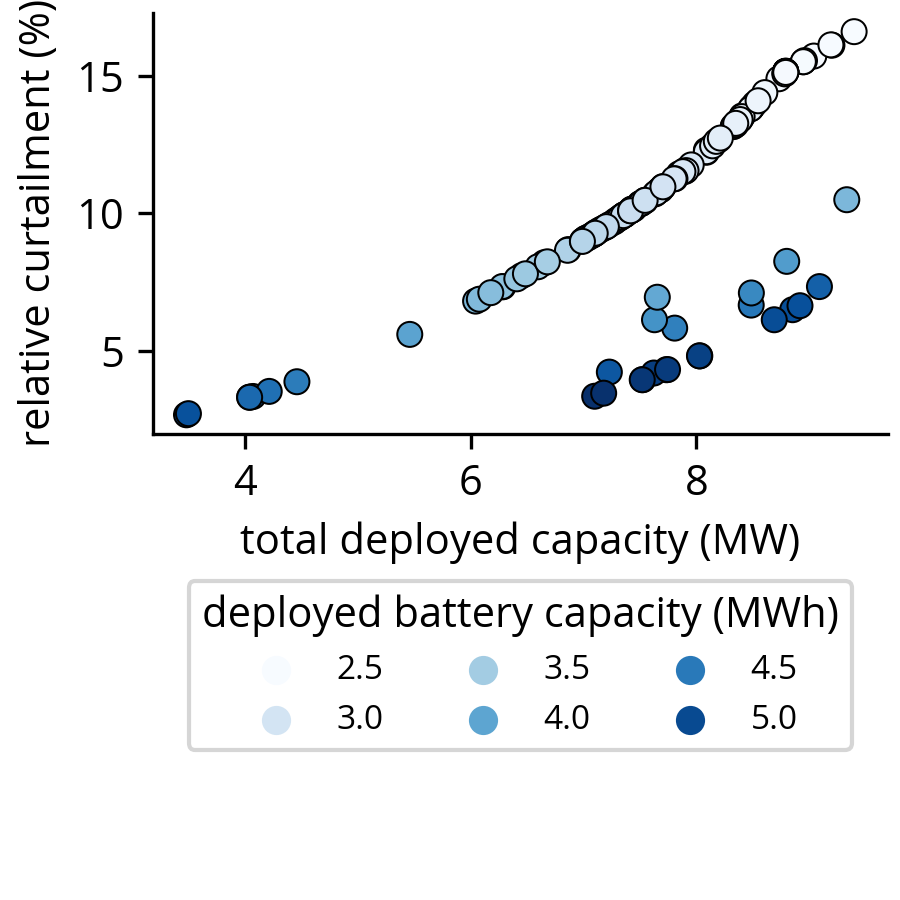 relative curtailment (%)
15
10
5
4 6 8
total deployed capacity (MW)
deployed battery capacity (MWh)
2.5 3.5 4.5
3.0 4.0 5.0